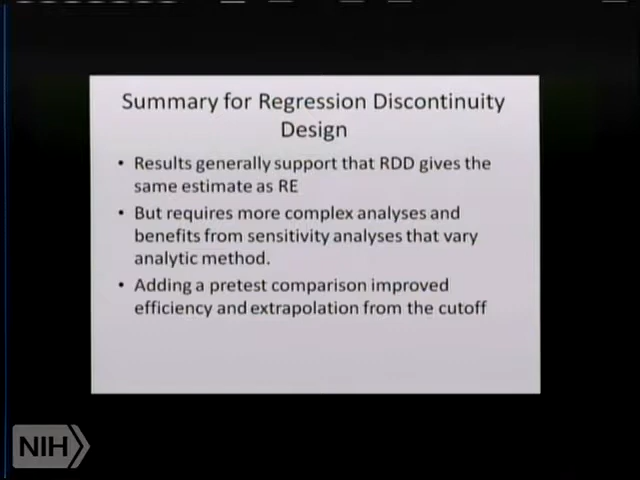 Summary for Regression Discontinuity
Design
• Results generally support that RDD gives the
same estimate as RE
• But requires more complex analyses and
benefits from sensitivity analyses that vary
analytic method.
• Adding a pretest comparison improved
efficiency and extrapolation from the cutoff
NIH